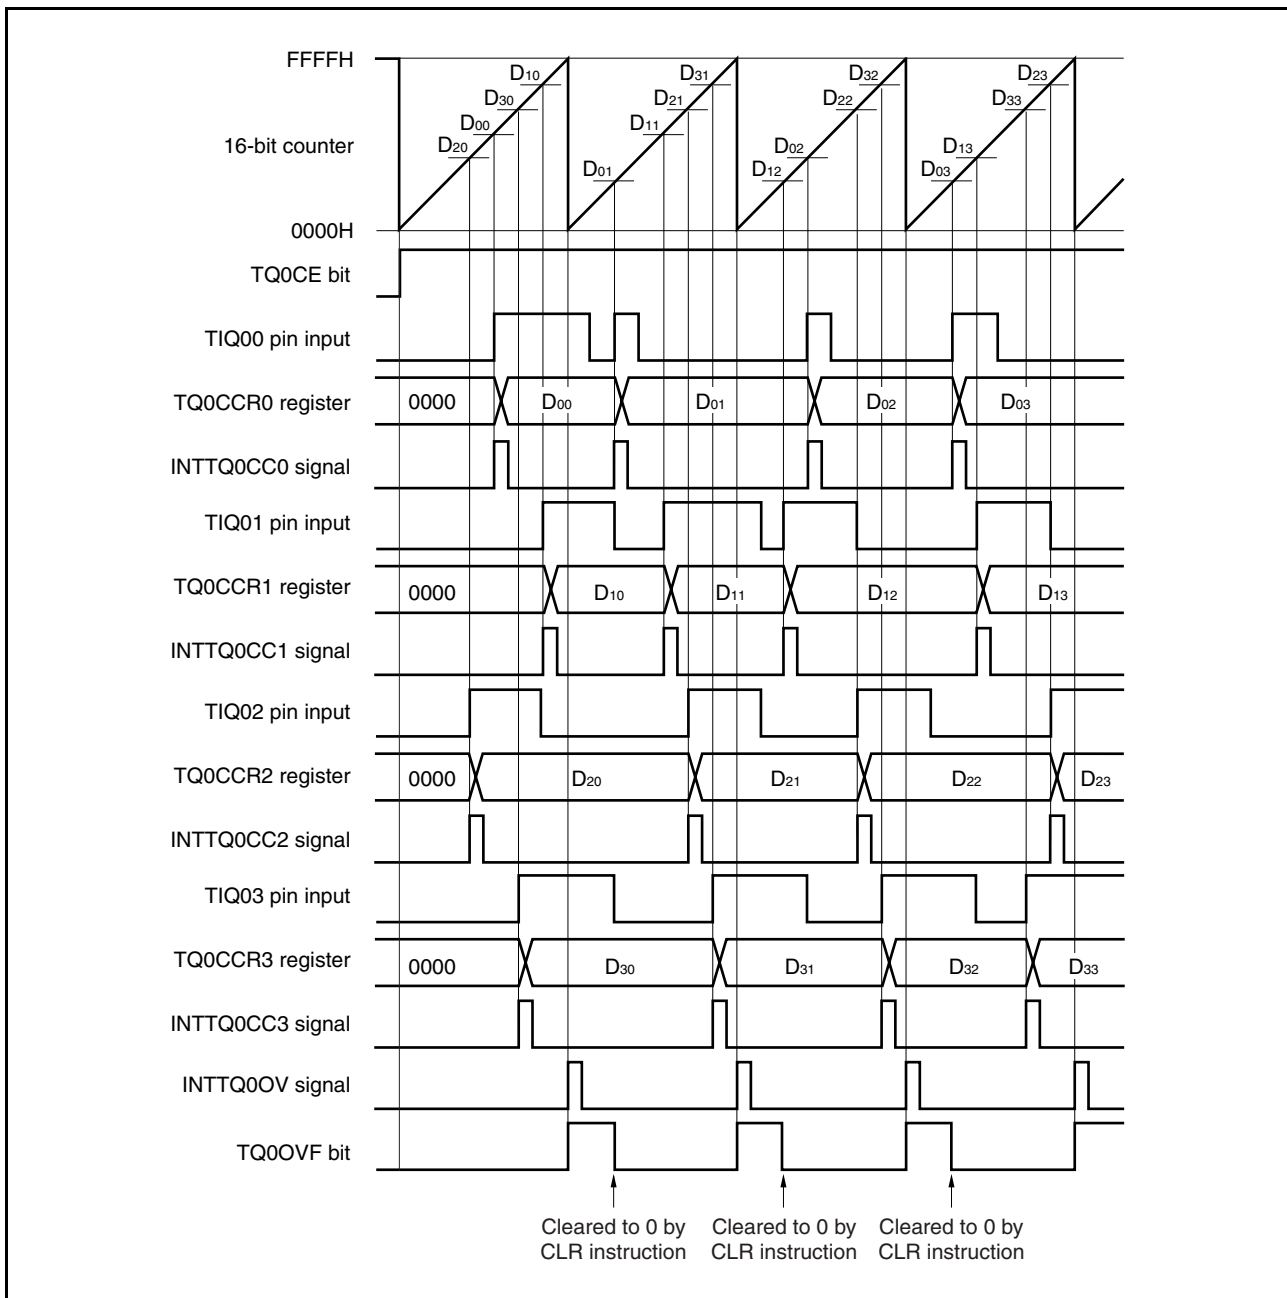 FFFFH
D10 D31 D32 D23
D30 D21 D22 D33
D00 D11
16-bit counter
D20 D02 D13
D01 D12 D03
0000H
TQ0CE bit
TIQ00 pin input
TQ0CCR0 register 0000 D00 D01 D02 D03
INTTQ0CC0 signal
TIQ01 pin input
TQ0CCR1 register 0000 D10 D11 D12 D13
INTTQ0CC1 signal
TIQ02 pin input
TQ0CCR2 register 0000 D20 D21 D22 D23
INTTQ0CC2 signal
TIQ03 pin input
TQ0CCR3 register 0000 D30 D31 D32 D33
INTTQ0CC3 signal
INTTQ0OV signal
TQ0OVF bit
Cleared to 0 by Cleared to 0 by Cleared to 0 by
CLR instruction CLR instruction CLR instruction